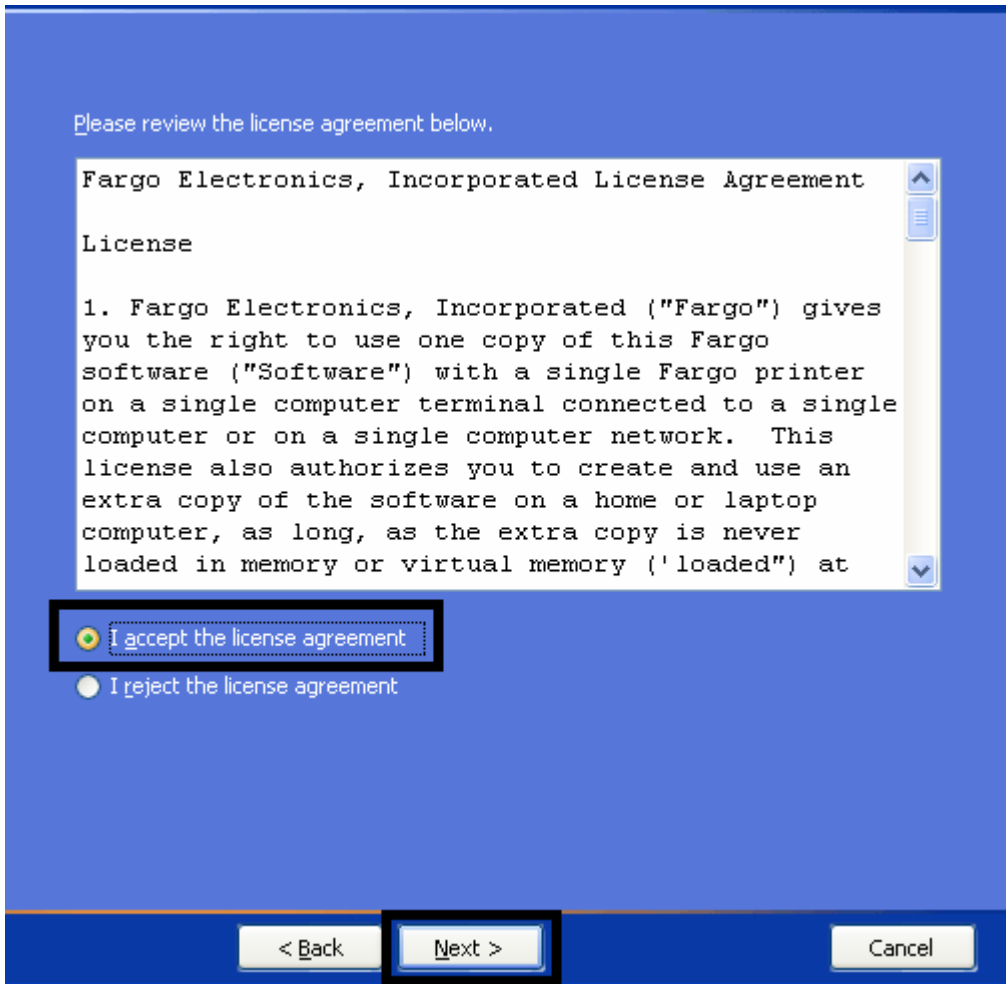 Please review the license agreement below.
Fargo Electronics, Incorporated License Agreement
License
1. Fargo Electronics, Incorporated ("Fargo") gives
you the right to use one copy of this Fargo
software ("Software") with a single Fargo printer
on a single computer terminal connected to a single
computer or on a single computer network.  This
license also authorizes you to create and use an
extra copy of the software on a home or laptop
computer, as long, as the extra copy is never
loaded in memory or virtual memory ('loaded") at
I accept the license agreement
I reject the license agreement
< Back
Next >
Cancel